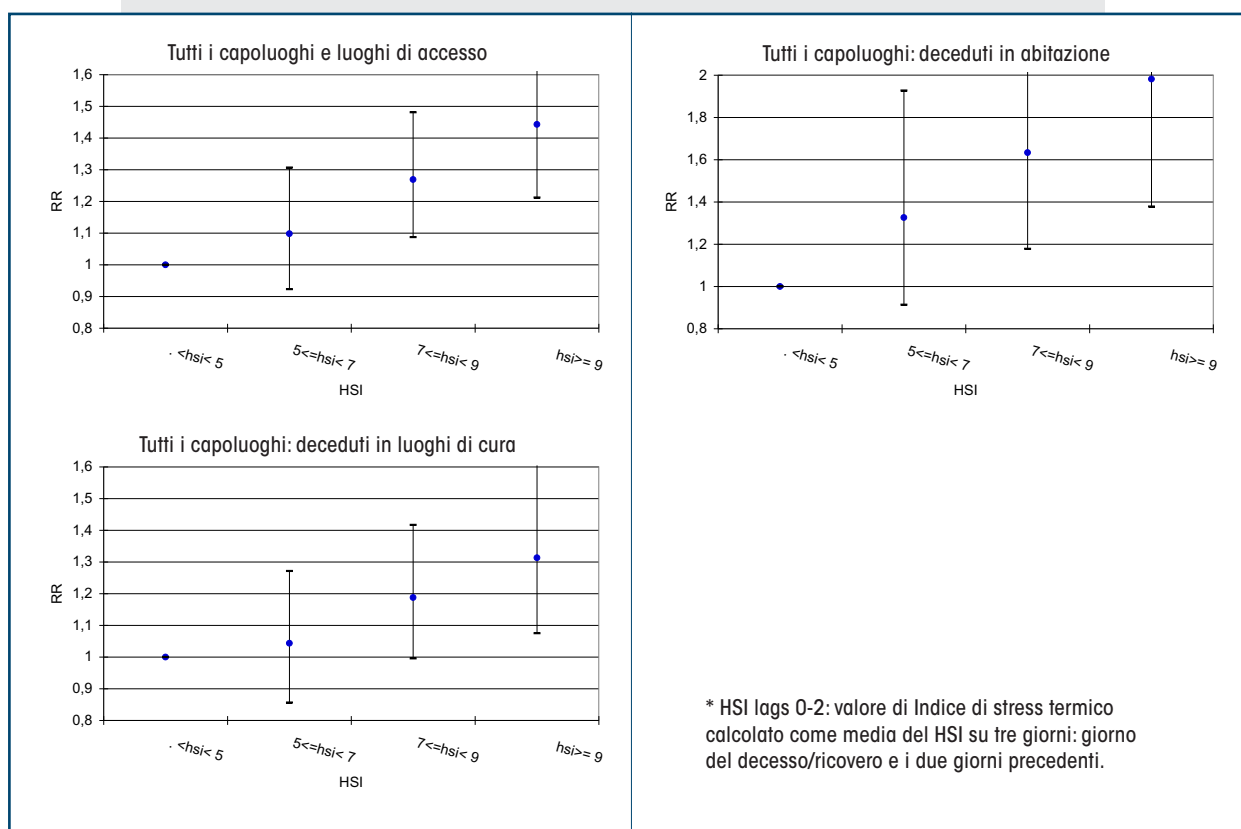 Tutti i capoluoghi e luoghi di accesso
1,6
1,5
1,4
1,3
1,2
1,1
1
0,9
0,8
RR
. <hsi< 5
5<=hsi< 7
7<=hsi< 9
hsi>= 9
HSI
Tutti i capoluoghi: deceduti in abitazione
2
1,8
1,6
1,4
1,2
1
0,8
RR
. <hsi< 5
5<=hsi< 7
7<=hsi< 9
hsi>= 9
HSI
Tutti i capoluoghi: deceduti in luoghi di cura
1,6
1,5
1,4
1,3
1,2
1,1
1
0,9
0,8
RR
. <hsi< 5
5<=hsi< 7
7<=hsi< 9
hsi>= 9
HSI
* HSI lags 0-2: valore di Indice di stress termico
calcolato come media del HSI su tre giorni: giorno
del decesso/ricovero e i due giorni precedenti.